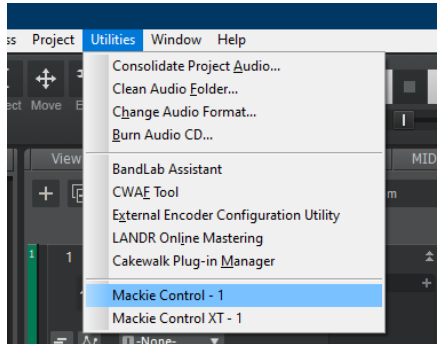 ss Project Utilities Window Help
Consolidate Project Audio...
Clean Audio Folder...
Change Audio Format...
Burn Audio CD...
BandLab Assistant
CWAF Tool
External Encoder Configuration Utility
LANDR Online Mastering
Cakewalk Plug-in Manager
Mackie Control - 1
Mackie Control XT - 1
ect Move E
View
MID
m
1 1
-None-